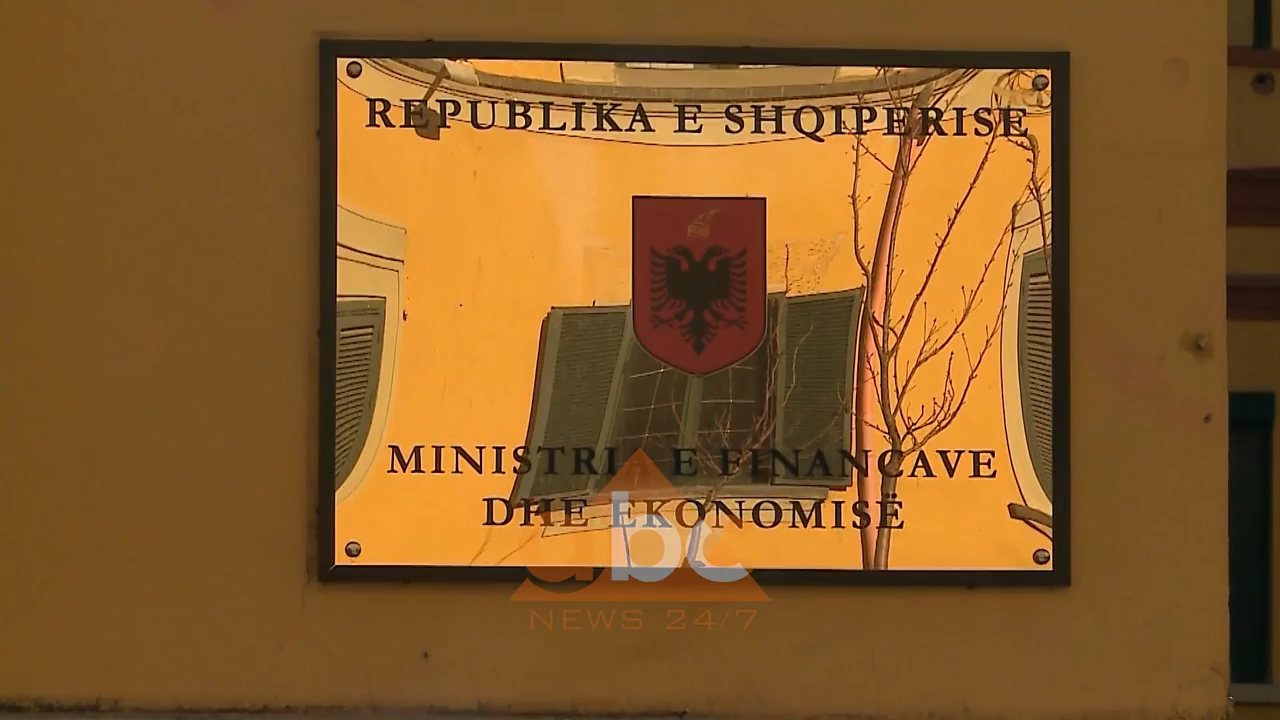 REPUBLIKA E SHQIPERISE
MINISTRIA E FINANCAVE
DHE EKONOMISË
abc
NEWS 24/7